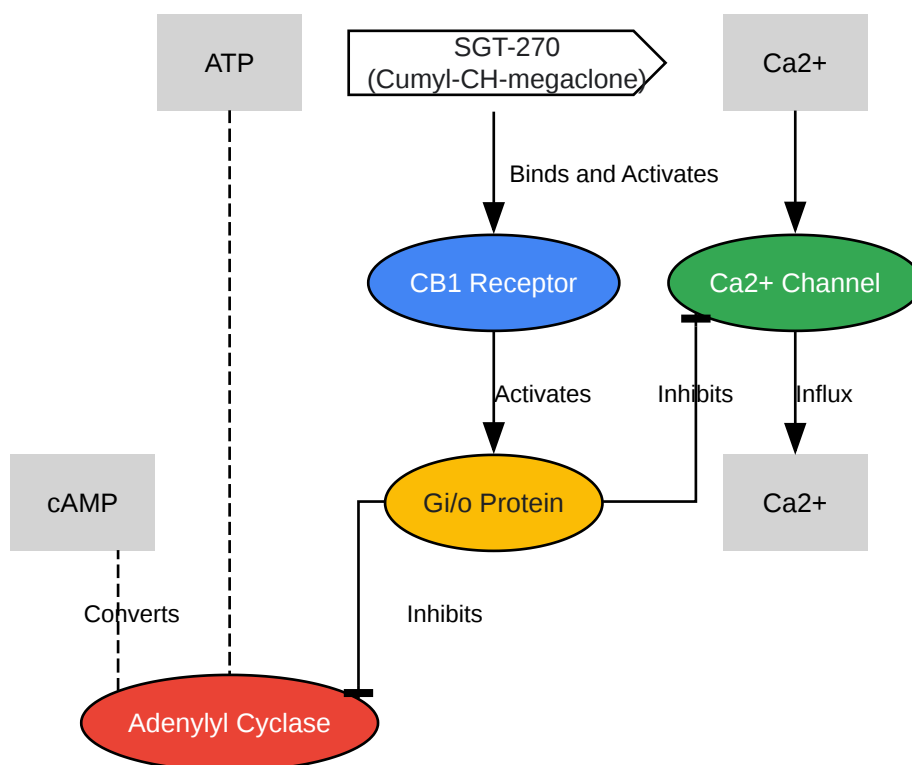 ATP
SGT-270
(Cumyl-CH-megaclone)
Ca2+
Binds and Activates
CB1 Receptor
Ca2+ Channel
Activates
Inhibits
Influx
cAMP
Gi/o Protein
Ca2+
Converts
Inhibits
Adenylyl Cyclase